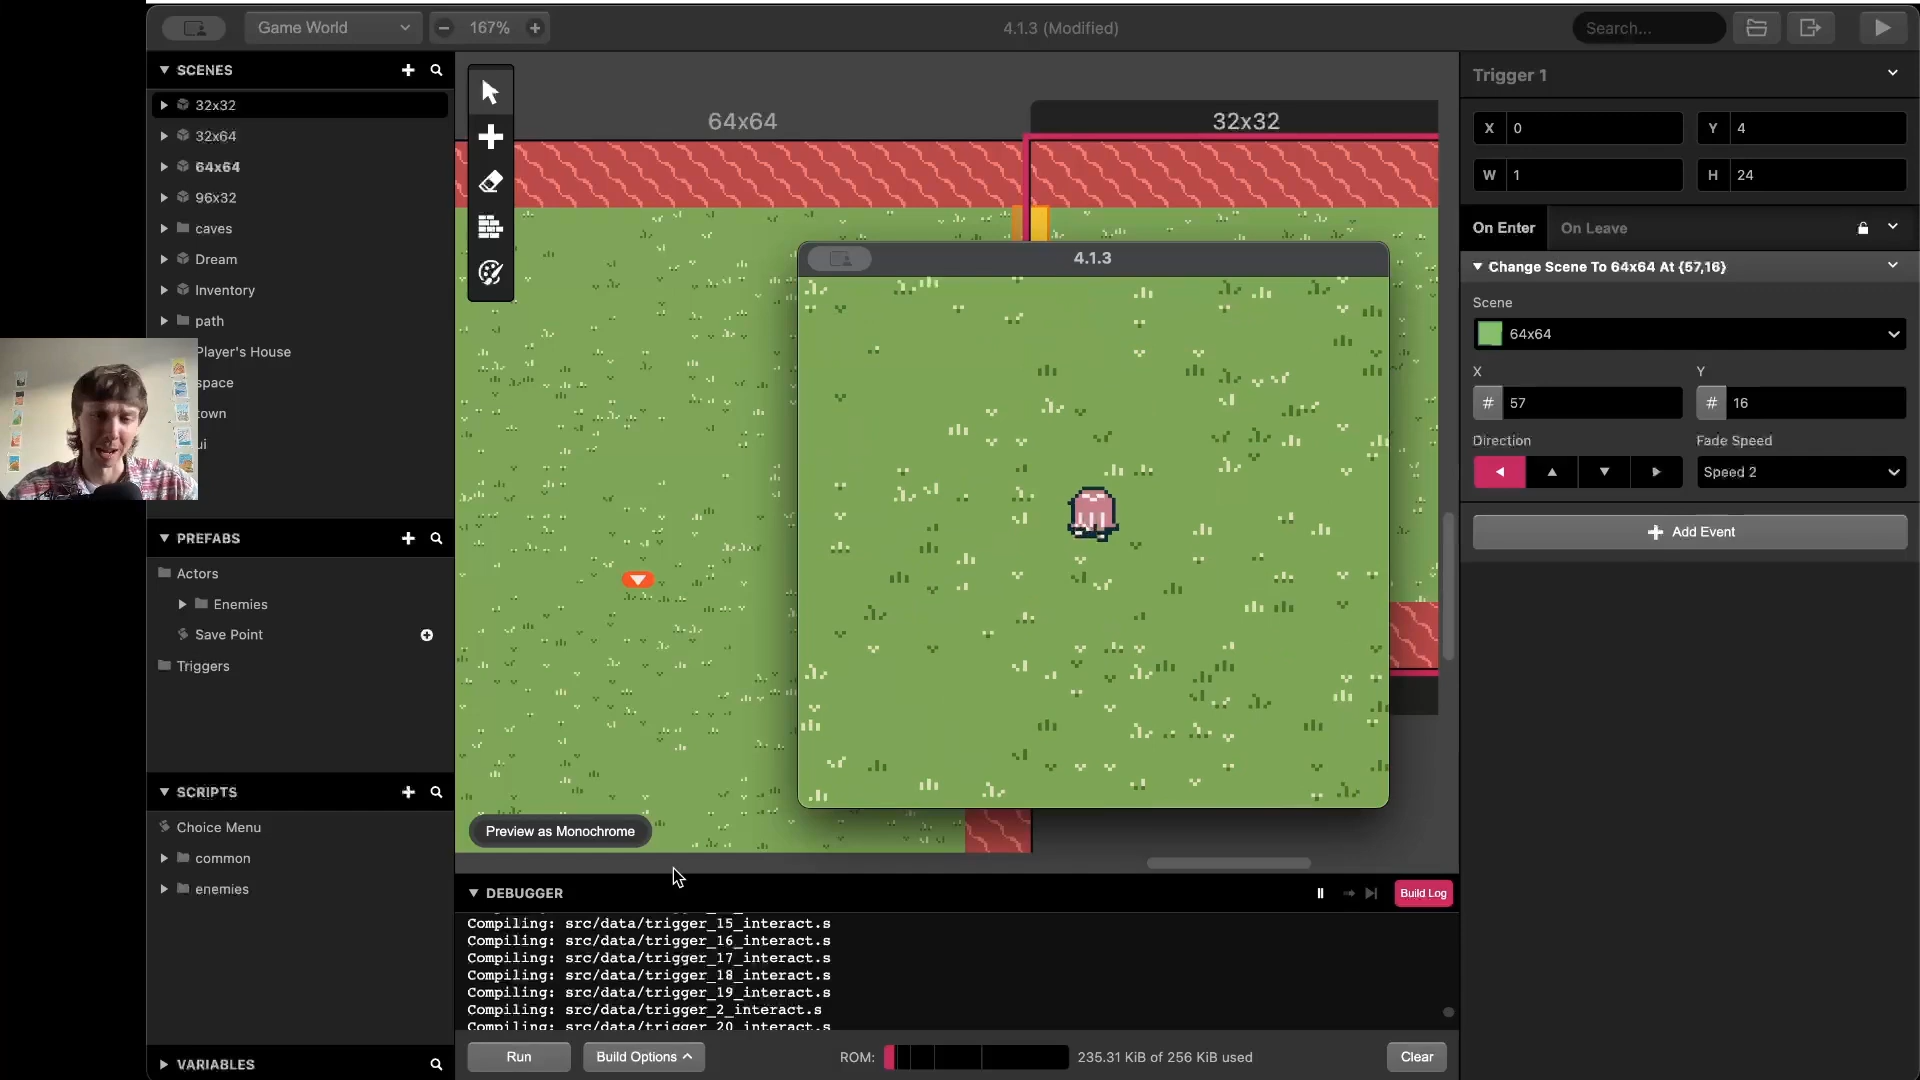 Game World
167%
4.1.3 (Modified)
Search...
SCENES
32x32
32x64
64x64
96x32
caves
Dream
Inventory
path
Player's House
space
town
ui
PREFABS
Actors
Enemies
Save Point
Triggers
SCRIPTS
Choice Menu
common
enemies
VARIABLES
64x64
32x32
4.1.3
Preview as Monochrome
DEBUGGER
Build Log
Compiling: src/data/trigger_15_interact.s
Compiling: src/data/trigger_16_interact.s
Compiling: src/data/trigger_17_interact.s
Compiling: src/data/trigger_18_interact.s
Compiling: src/data/trigger_19_interact.s
Compiling: src/data/trigger_2_interact.s
Compiling: src/data/trigger_20_interact.s
Run
Build Options
ROM:
235.31 KiB of 256 KiB used
Clear
Trigger 1
X 0
Y 4
W 1
H 24
On Enter
On Leave
Change Scene To 64x64 At {57,16}
Scene
64x64
X
Y
# 57
# 16
Direction
Fade Speed
Speed 2
Add Event